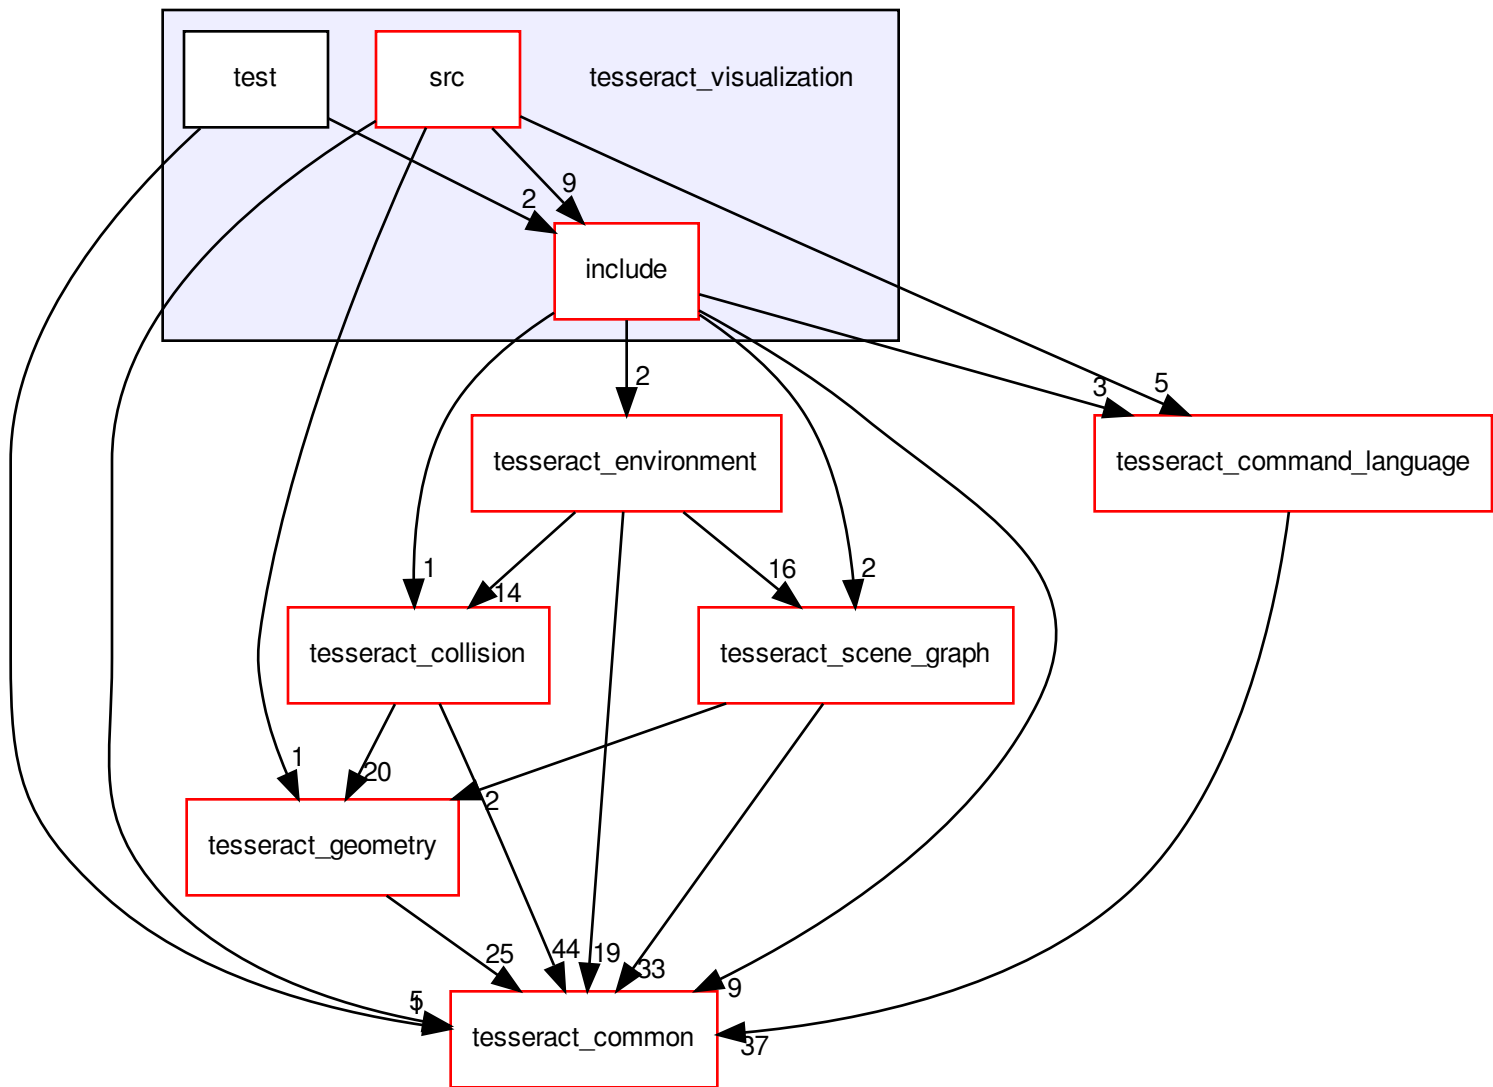 test
src
tesseract_visualization
2
9
include
2
3
5
tesseract_environment
tesseract_command_language
1
14
16
2
tesseract_collision
tesseract_scene_graph
1
20
2
tesseract_geometry
25
44
19
33
9
5
1
37
tesseract_common